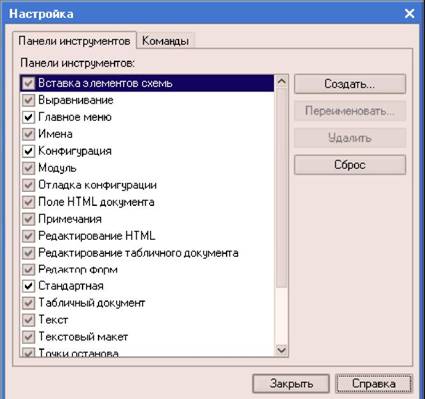 Настройка
Панели инструментов Команды
Панели инструментов:
Вставка элементов схемь
Выравнивание
Главное меню
Имена
Конфигурация
Модуль
Отладка конфигурации
Поле HTML документа
Примечания
Редактирование HTML
Редактирование табличного документа
Редактор форм
Стандартная
Табличный документ
Текст
Текстовый макет
Точки останова
Создать...
Переименовать...
Удалить
Сброс
Закрыть Справка